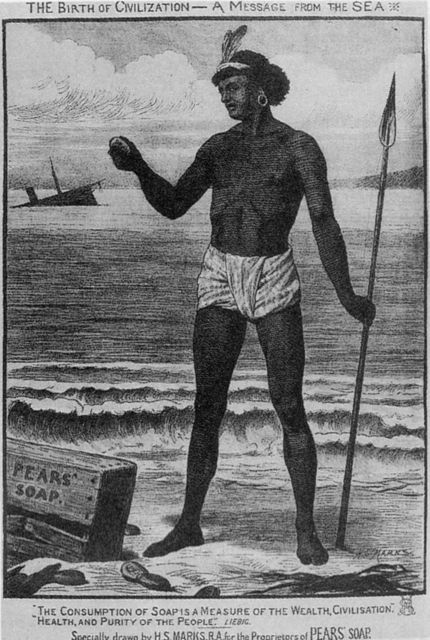 THE BIRTH OF CIVILIZATION — A MESSAGE FROM THE SEA
PEARS'
SOAP.
H.S. MARKS.
"THE CONSUMPTION OF SOAP IS A MEASURE OF THE WEALTH, CIVILISATION,
"HEALTH, AND PURITY OF THE PEOPLE." LIEBIG.
Specially drawn by H.S. MARKS, R.A. for the Proprietors of PEARS' SOAP.